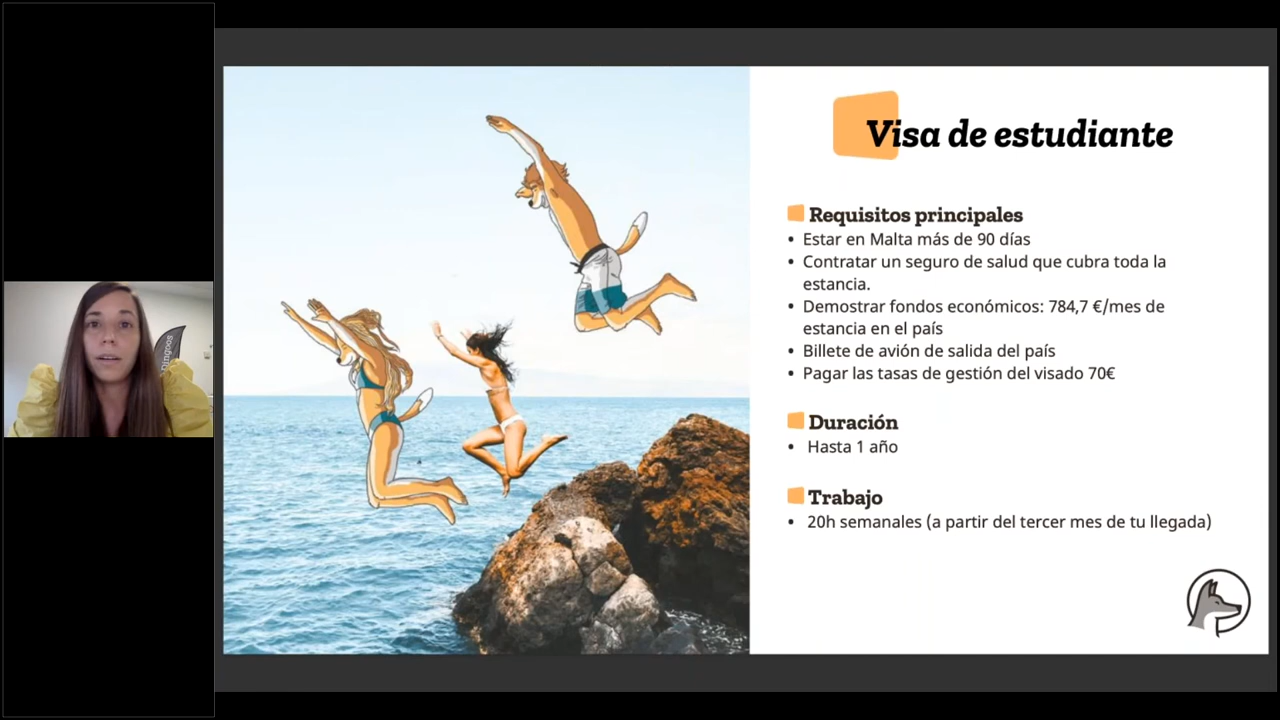 Visa de estudiante
Requisitos principales
• Estar en Malta más de 90 días
• Contratar un seguro de salud que cubra toda la
estancia.
• Demostrar fondos económicos: 784,7 €/mes de
estancia en el país
• Billete de avión de salida del país
• Pagar las tasas de gestión del visado 70€
Duración
• Hasta 1 año
Trabajo
• 20h semanales (a partir del tercer mes de tu llegada)
Dingoos